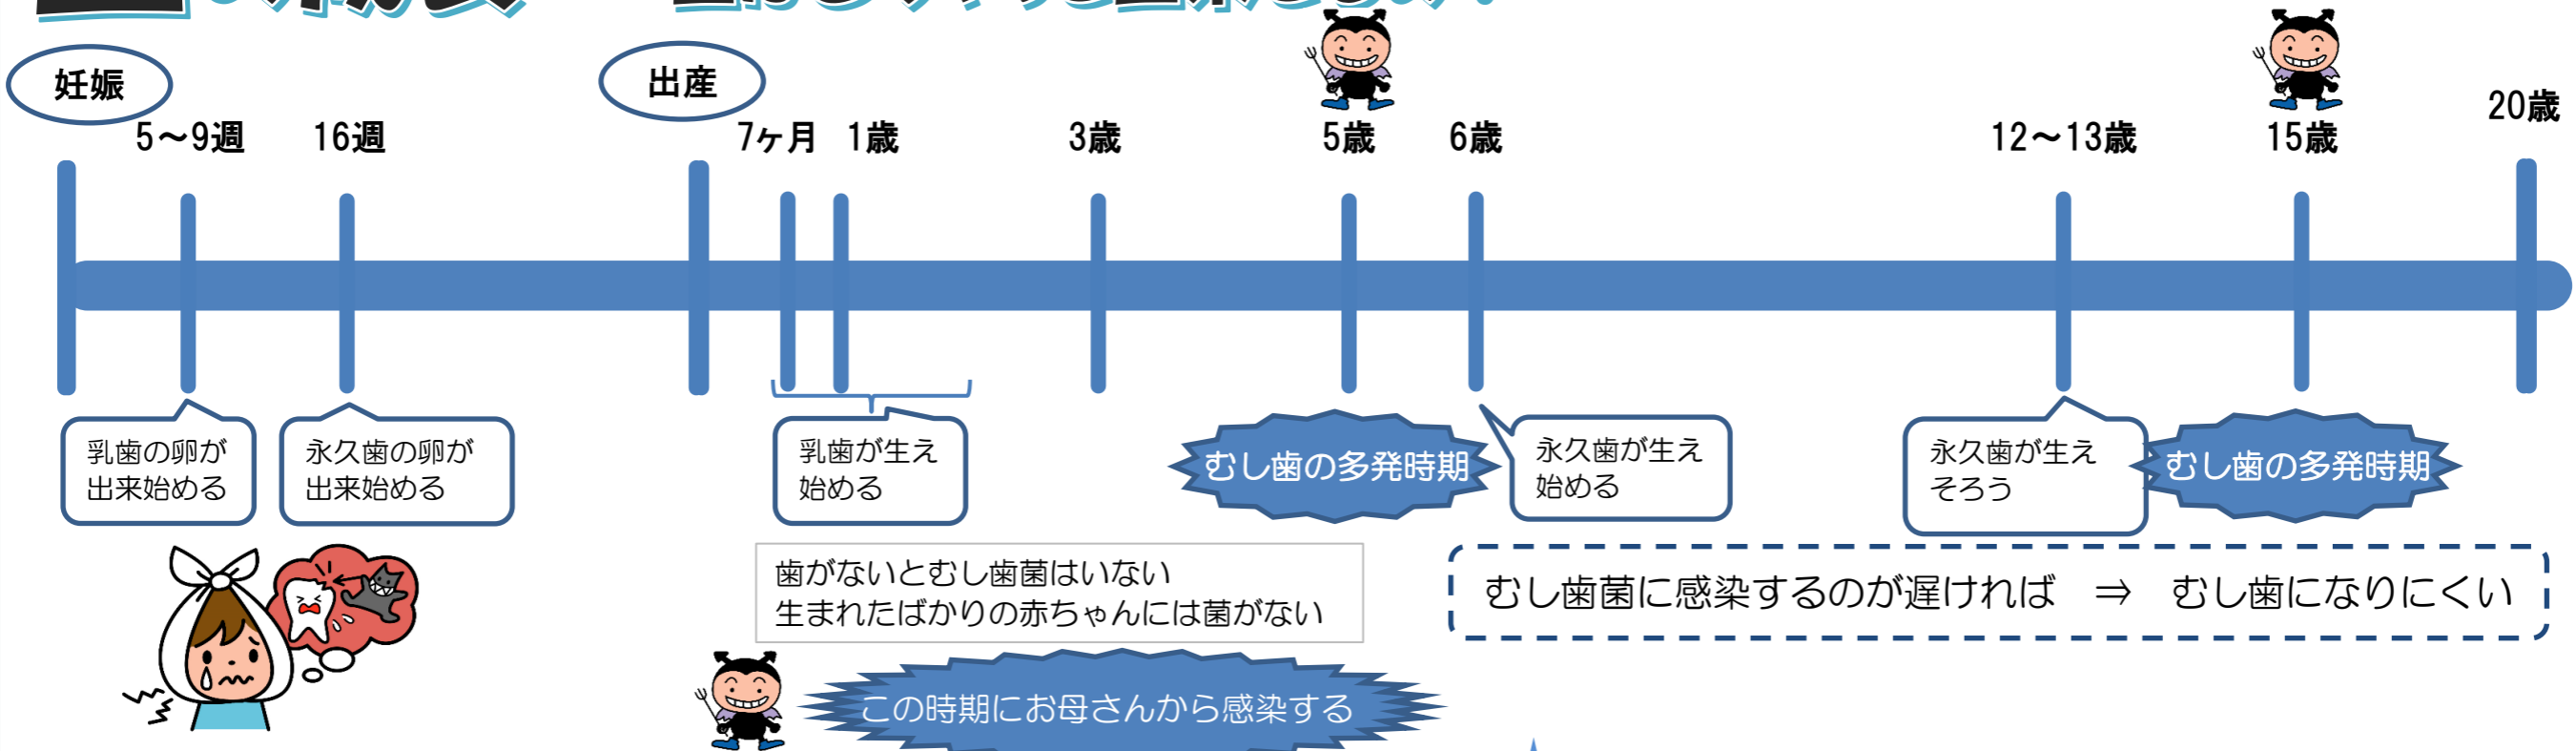 妊娠
出産
5～9週
16週
7ヶ月
1歳
3歳
5歳
6歳
12～13歳
15歳
20歳
乳歯の卵が
出来始める
永久歯の卵が
出来始める
乳歯が生え
始める
むし歯の多発時期
永久歯が生え
始める
永久歯が生え
そろう
むし歯の多発時期
歯がないとむし歯菌はいない
生まれたばかりの赤ちゃんには菌がない
むし歯菌に感染するのが遅ければ　⇒　むし歯になりにくい
この時期にお母さんから感染する